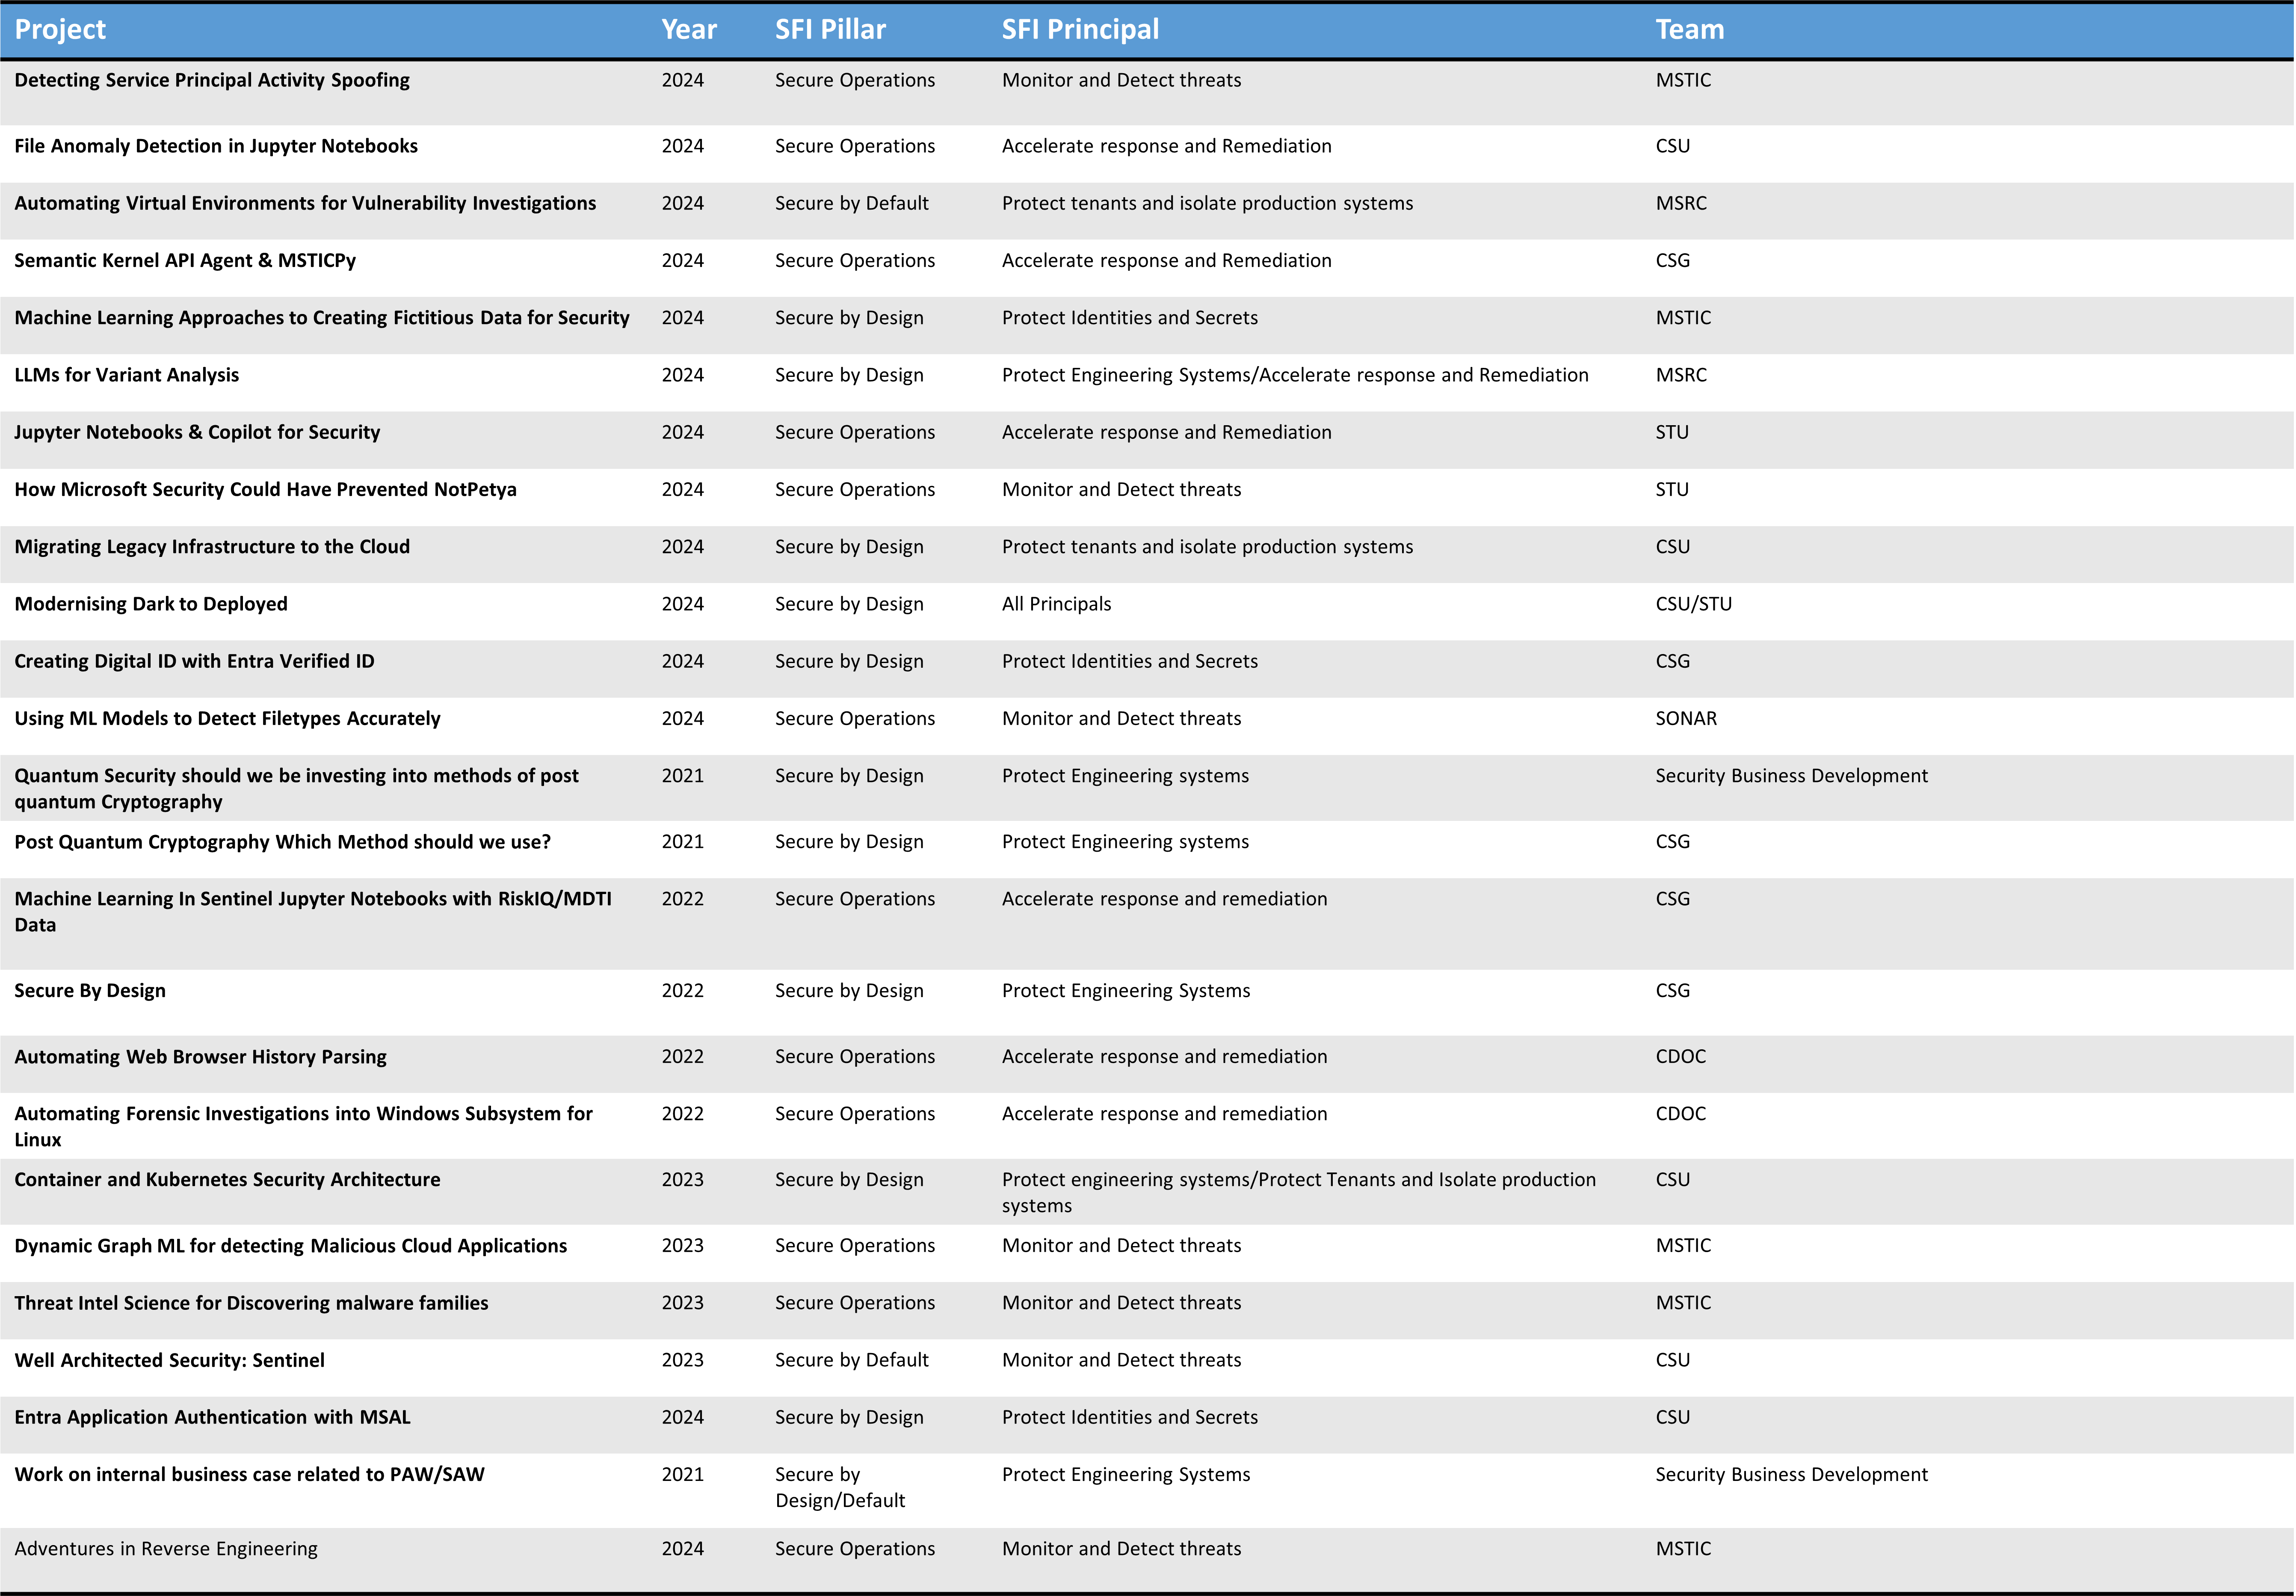 Project Year SFI Pillar SFI Principal Team
Detecting Service Principal Activity Spoofing 2024 Secure Operations Monitor and Detect threats MSTIC
File Anomaly Detection in Jupyter Notebooks 2024 Secure Operations Accelerate response and Remediation CSU
Automating Virtual Environments for Vulnerability Investigations 2024 Secure by Default Protect tenants and isolate production systems MSRC
Semantic Kernel API Agent & MSTICPy 2024 Secure Operations Accelerate response and Remediation CSG
Machine Learning Approaches to Creating Fictitious Data for Security 2024 Secure by Design Protect Identities and Secrets MSTIC
LLMs for Variant Analysis 2024 Secure by Design Protect Engineering Systems/Accelerate response and Remediation MSRC
Jupyter Notebooks & Copilot for Security 2024 Secure Operations Accelerate response and Remediation STU
How Microsoft Security Could Have Prevented NotPetya 2024 Secure Operations Monitor and Detect threats STU
Migrating Legacy Infrastructure to the Cloud 2024 Secure by Design Protect tenants and isolate production systems CSU
Modernising Dark to Deployed 2024 Secure by Design All Principals CSU/STU
Creating Digital ID with Entra Verified ID 2024 Secure by Design Protect Identities and Secrets CSG
Using ML Models to Detect Filetypes Accurately 2024 Secure Operations Monitor and Detect threats SONAR
Quantum Security should we be investing into methods of post 2021 Secure by Design Protect Engineering systems Security Business Development
quantum Cryptography
Post Quantum Cryptography Which Method should we use? 2021 Secure by Design Protect Engineering systems CSG
Machine Learning In Sentinel Jupyter Notebooks with RiskIQ/MDTI 2022 Secure Operations Accelerate response and remediation CSG
Data
Secure By Design 2022 Secure by Design Protect Engineering Systems CSG
Automating Web Browser History Parsing 2022 Secure Operations Accelerate response and remediation CDOC
Automating Forensic Investigations into Windows Subsystem for 2022 Secure Operations Accelerate response and remediation CDOC
Linux
Container and Kubernetes Security Architecture 2023 Secure by Design Protect engineering systems/Protect Tenants and Isolate production CSU
systems
Dynamic Graph ML for detecting Malicious Cloud Applications 2023 Secure Operations Monitor and Detect threats MSTIC
Threat Intel Science for Discovering malware families 2023 Secure Operations Monitor and Detect threats MSTIC
Well Architected Security: Sentinel 2023 Secure by Default Monitor and Detect threats CSU
Entra Application Authentication with MSAL 2024 Secure by Design Protect Identities and Secrets CSU
Work on internal business case related to PAW/SAW 2021 Secure by Protect Engineering Systems Security Business Development
Design/Default
Adventures in Reverse Engineering 2024 Secure Operations Monitor and Detect threats MSTIC